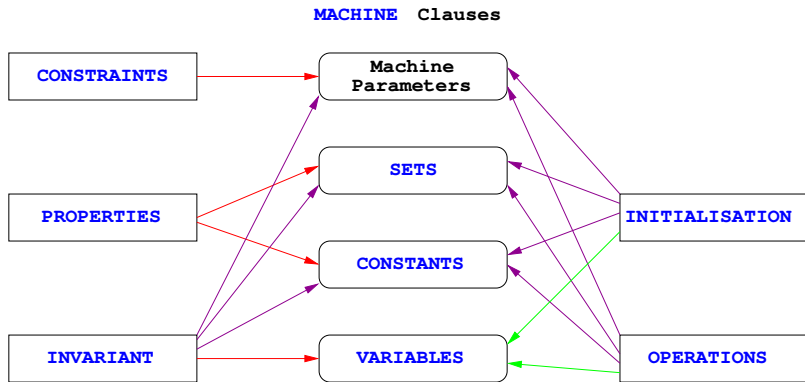 MACHINE Clauses
CONSTRAINTS
Machine
Parameters
SETS
PROPERTIES
INITIALISATION
CONSTANTS
INVARIANT
VARIABLES
OPERATIONS